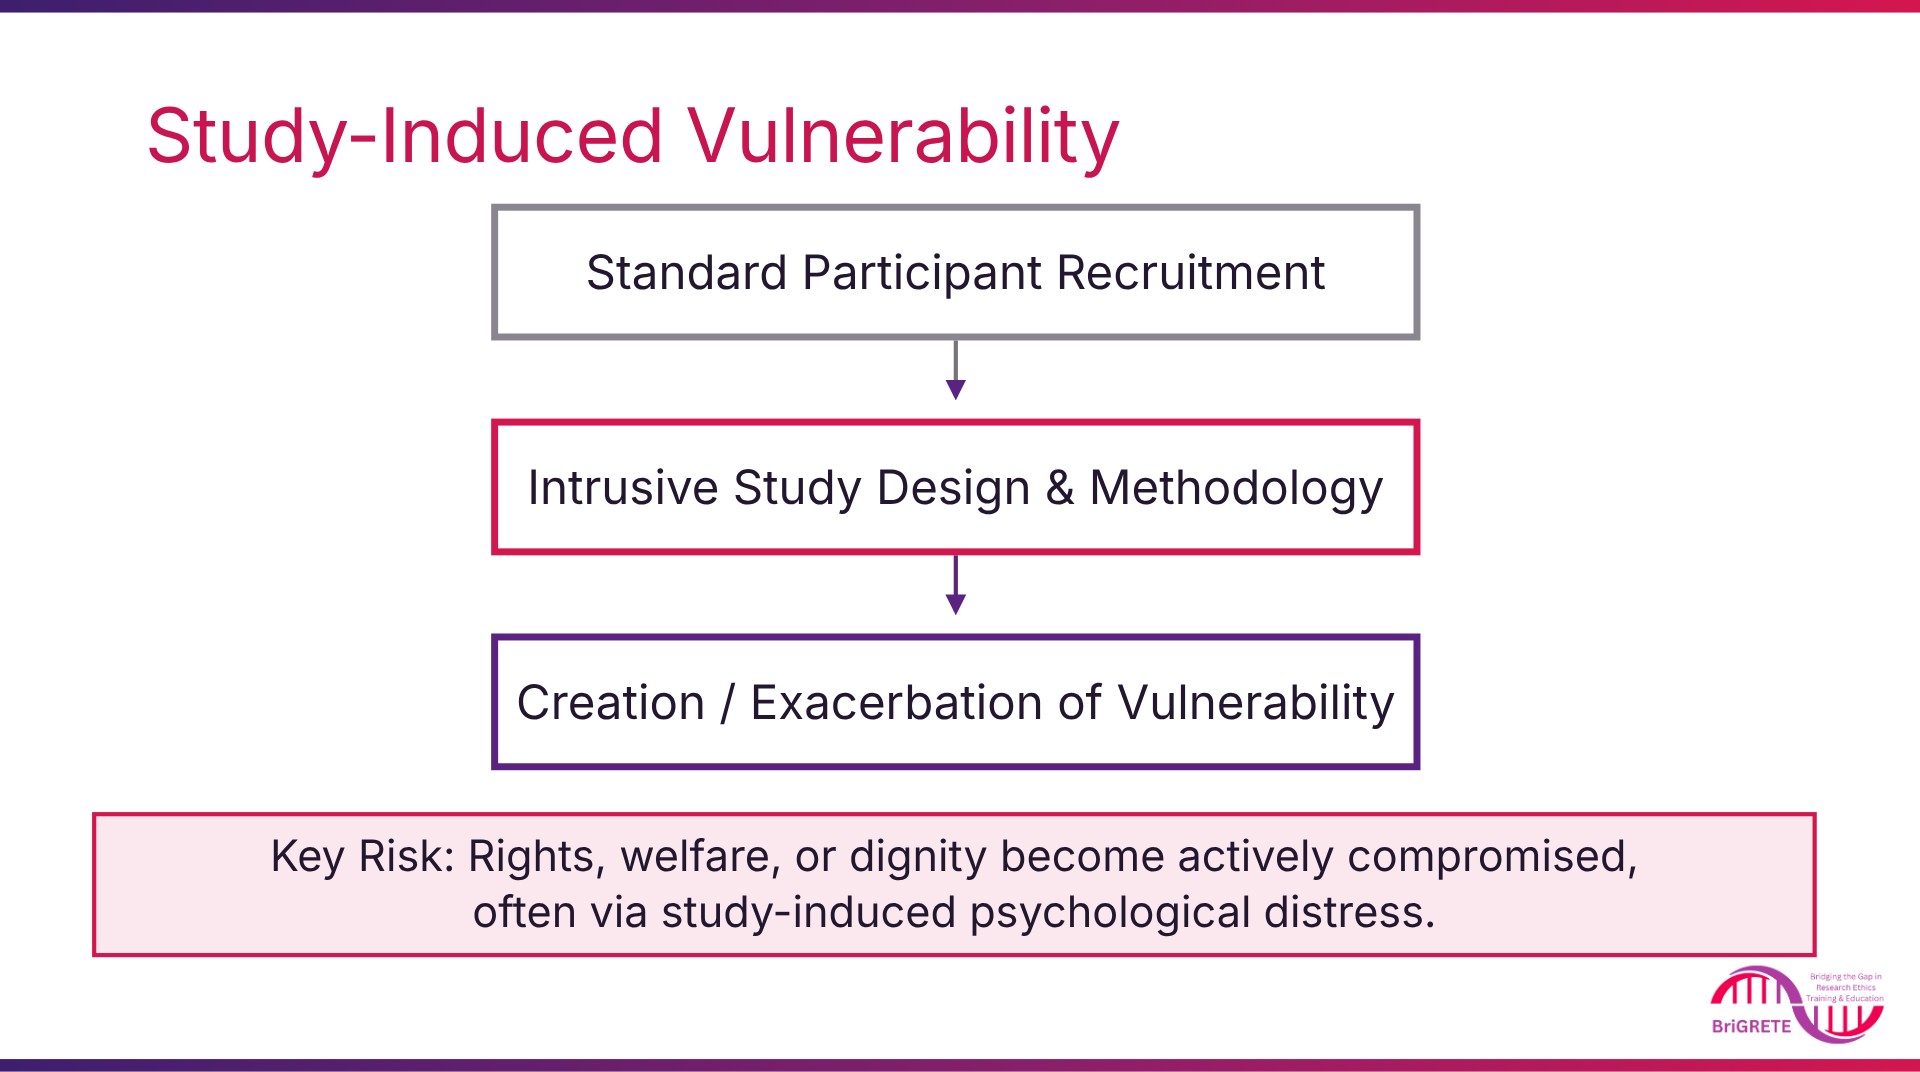 Study-Induced Vulnerability
Standard Participant Recruitment
Intrusive Study Design & Methodology
Creation / Exacerbation of Vulnerability
Key Risk: Rights, welfare, or dignity become actively compromised,
often via study-induced psychological distress.
Bridging the Gap in
Research Ethics
Training & Education
BriGRETE